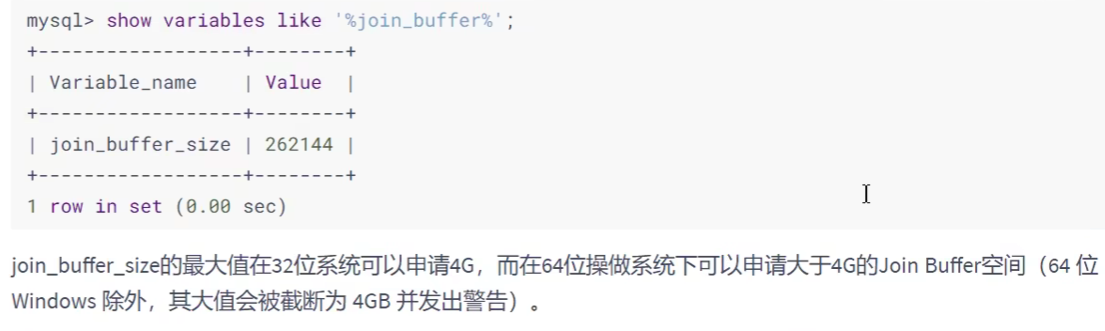 mysql> show variables like '%join_buffer%';
+------------------+--------+
| Variable_name    | Value  |
+------------------+--------+
| join_buffer_size | 262144 |
+------------------+--------+
1 row in set (0.00 sec)
join_buffer_size的最大值在32位系统可以申请4G，而在64位操做系统下可以申请大于4G的Join Buffer空间（64 位
Windows 除外，其大值会被截断为 4GB 并发出警告）。